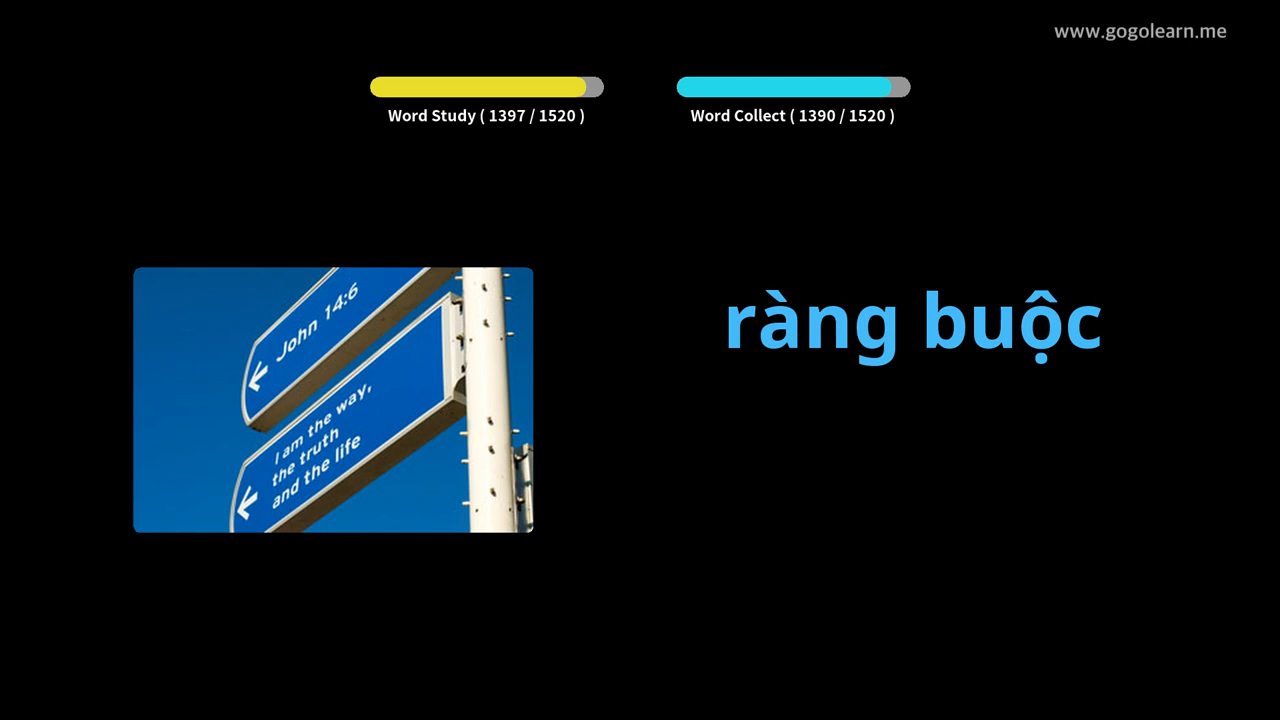 www.gogolearn.me
Word Study ( 1397 / 1520 )
Word Collect ( 1390 / 1520 )
John 14:6
I am the way,
the truth
and the life
ràng buộc